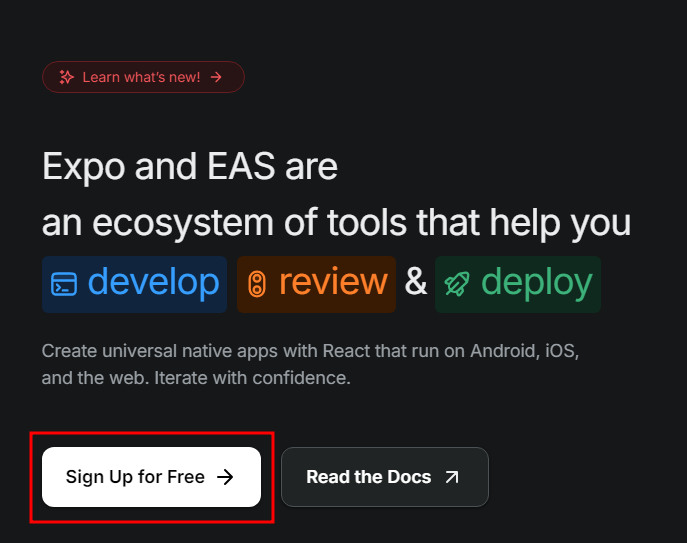 Learn what's new!
Expo and EAS are
an ecosystem of tools that help you
develop review & deploy
Create universal native apps with React that run on Android, iOS,
and the web. Iterate with confidence.
Sign Up for Free Read the Docs